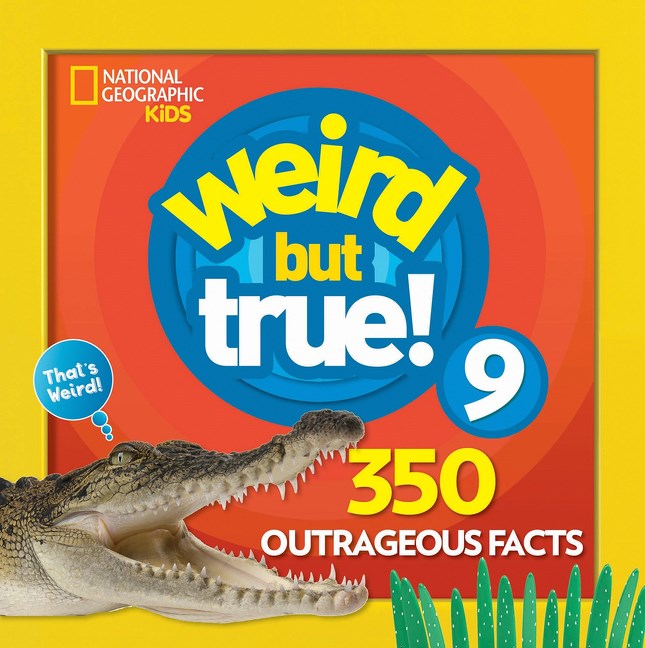 NATIONAL
GEOGRAPHIC
KiDS
weird
but
true!
9
That's
Weird!
350
OUTRAGEOUS FACTS